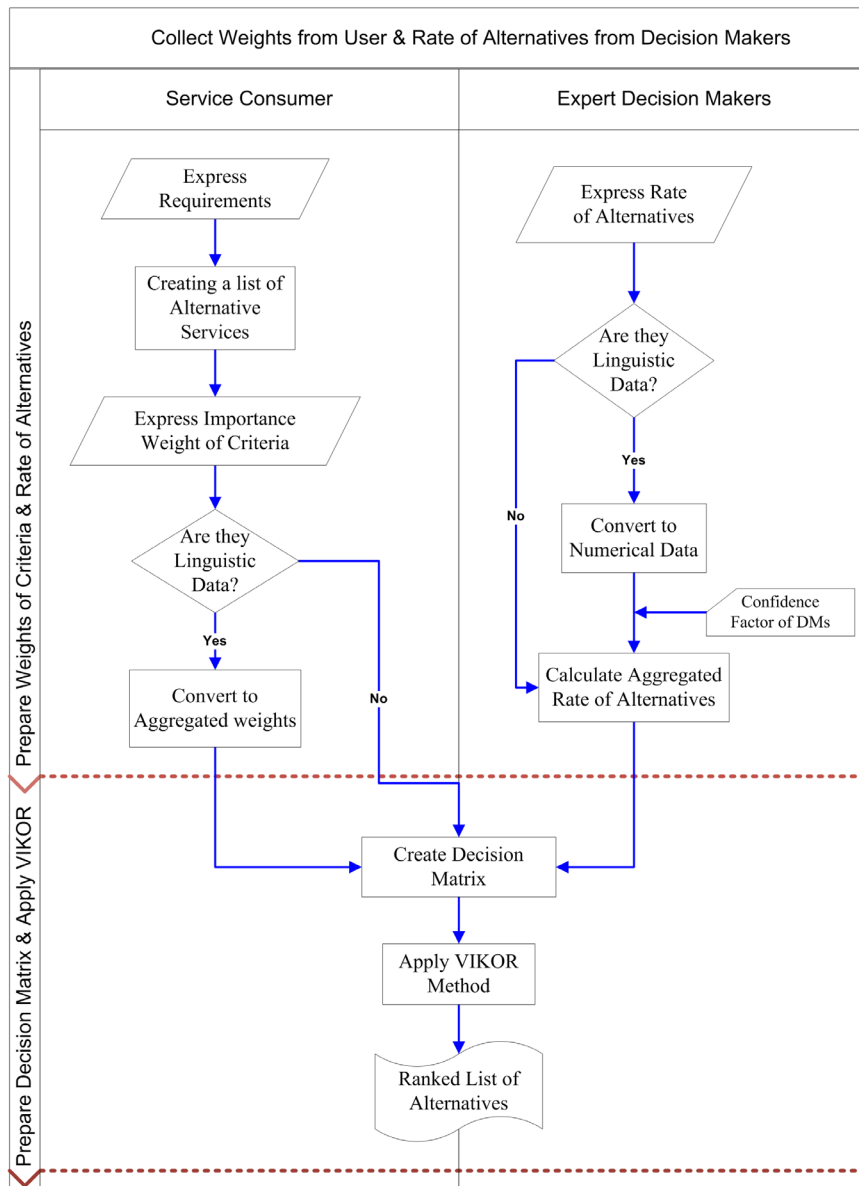 Collect Weights from User & Rate of Alternatives from Decision Makers
Service Consumer
Expert Decision Makers
Prepare Weights of Criteria & Rate of Alternatives
Express
Requirements
Creating a list of
Alternative
Services
Express Importance
Weight of Criteria
Are they
Linguistic
Data?
Yes
No
Convert to
Aggregated weights
Express Rate
of Alternatives
Are they
Linguistic
Data?
Yes
No
Convert to
Numerical Data
Confidence
Factor of DMs
Calculate Aggregated
Rate of Alternatives
Prepare Decision Matrix & Apply VIKOR
Create Decision
Matrix
Apply VIKOR
Method
Ranked List of
Alternatives